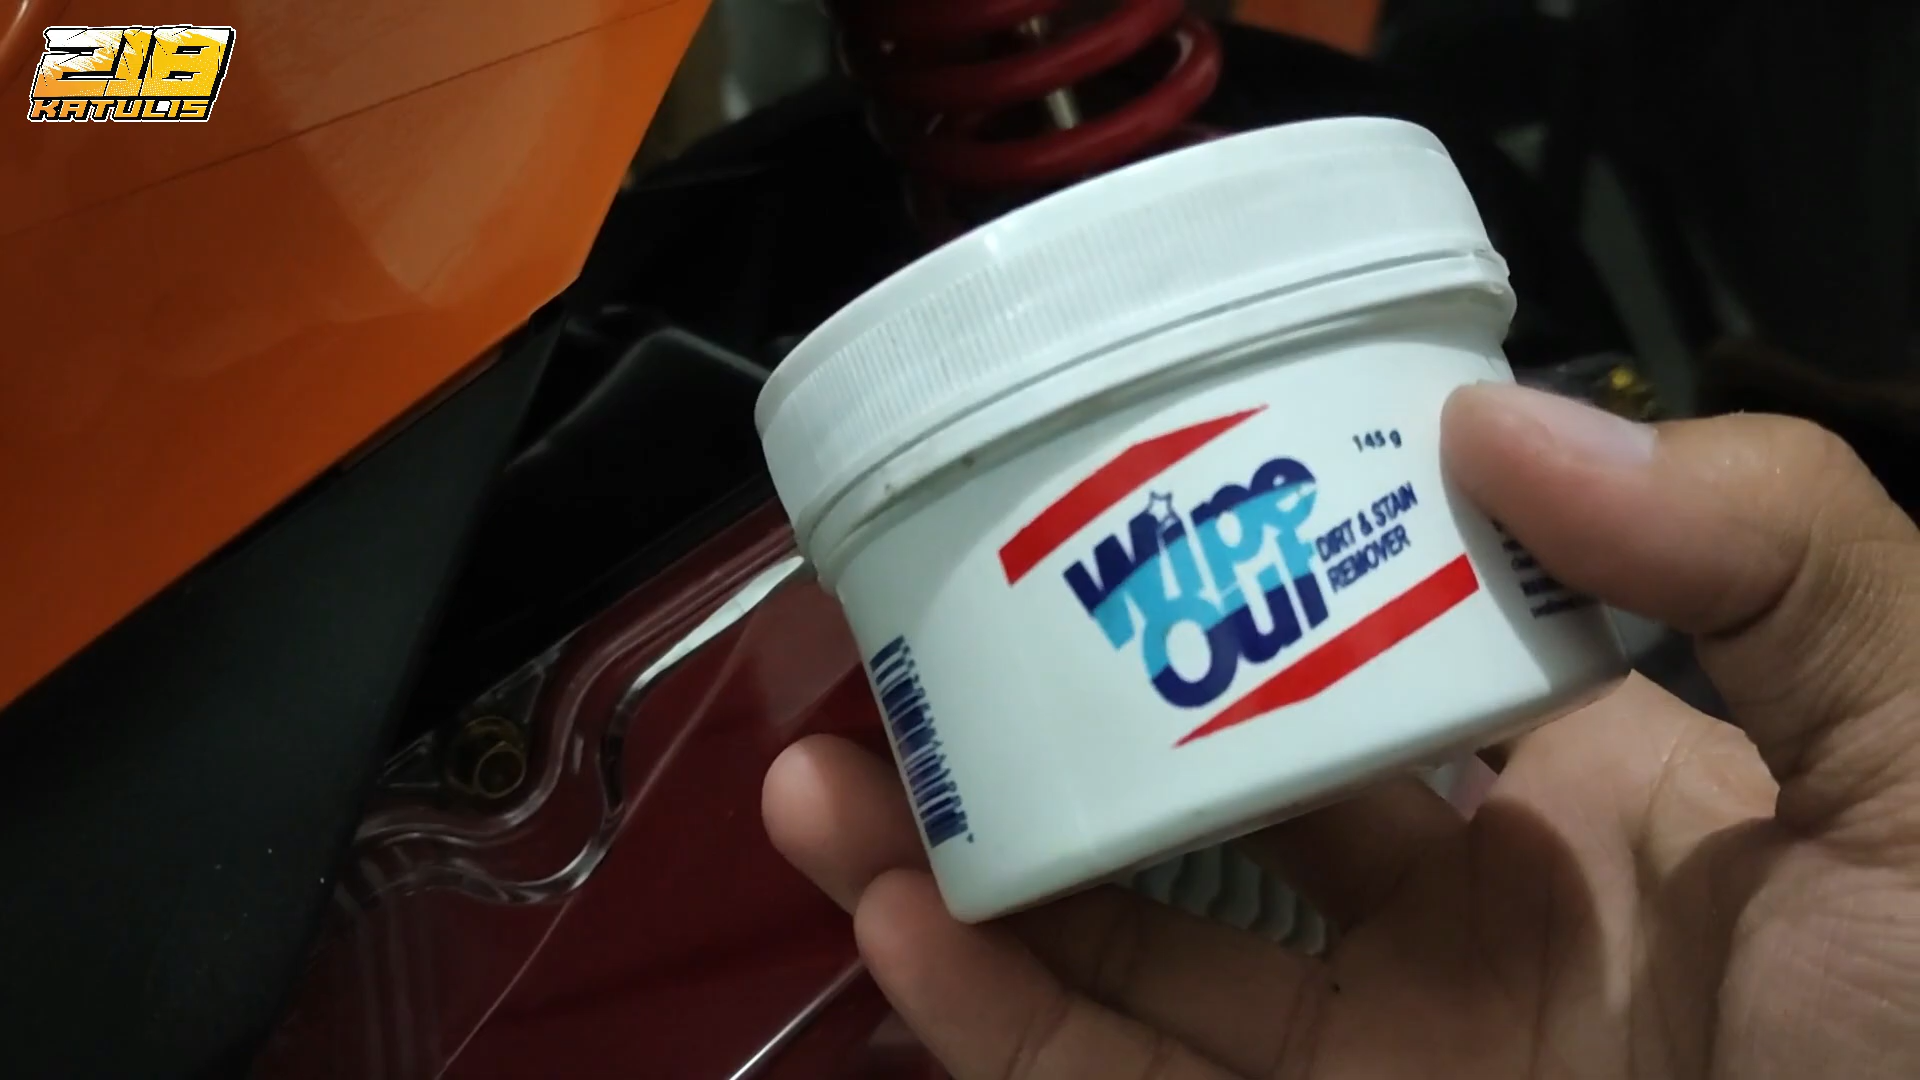 218
KATULIS
145 g
Wipe
Out
DIRT & STAIN
REMOVER